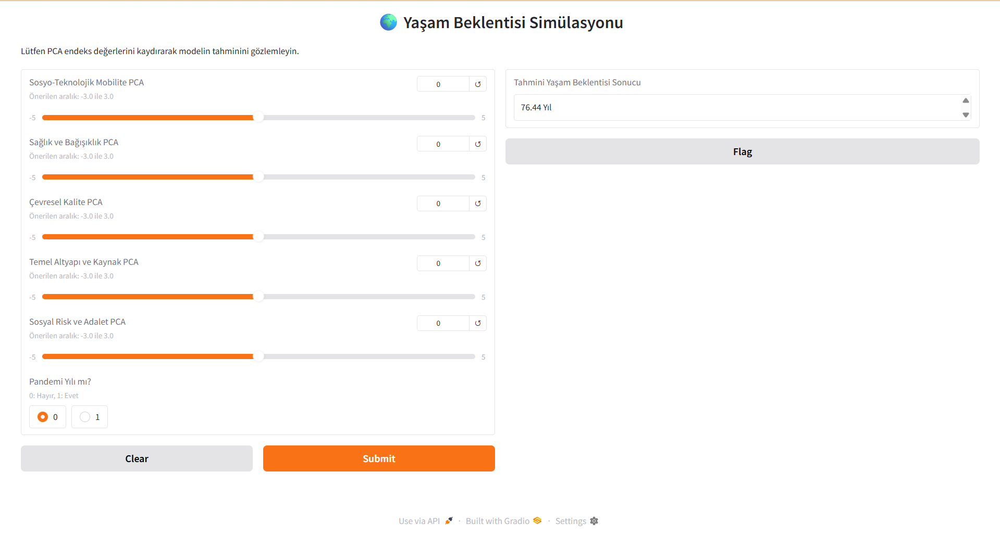 Yaşam Beklentisi Simülasyonu
Lütfen PCA endeks değerlerini kaydırarak modelin tahminini gözlemleyin.
Sosyo-Teknolojik Mobilite PCA
0
Önerilen aralık: -3.0 ile 3.0
-5
5
Sağlık ve Bağışıklık PCA
0
Önerilen aralık: -3.0 ile 3.0
-5
5
Çevresel Kalite PCA
0
Önerilen aralık: -3.0 ile 3.0
-5
5
Temel Altyapı ve Kaynak PCA
0
Önerilen aralık: -3.0 ile 3.0
-5
5
Sosyal Risk ve Adalet PCA
0
Önerilen aralık: -3.0 ile 3.0
-5
5
Pandemi Yılı mı?
0: Hayır, 1: Evet
0
1
Clear
Submit
Tahmini Yaşam Beklentisi Sonucu
76.44 Yıl
Flag
Use via API · Built with Gradio · Settings